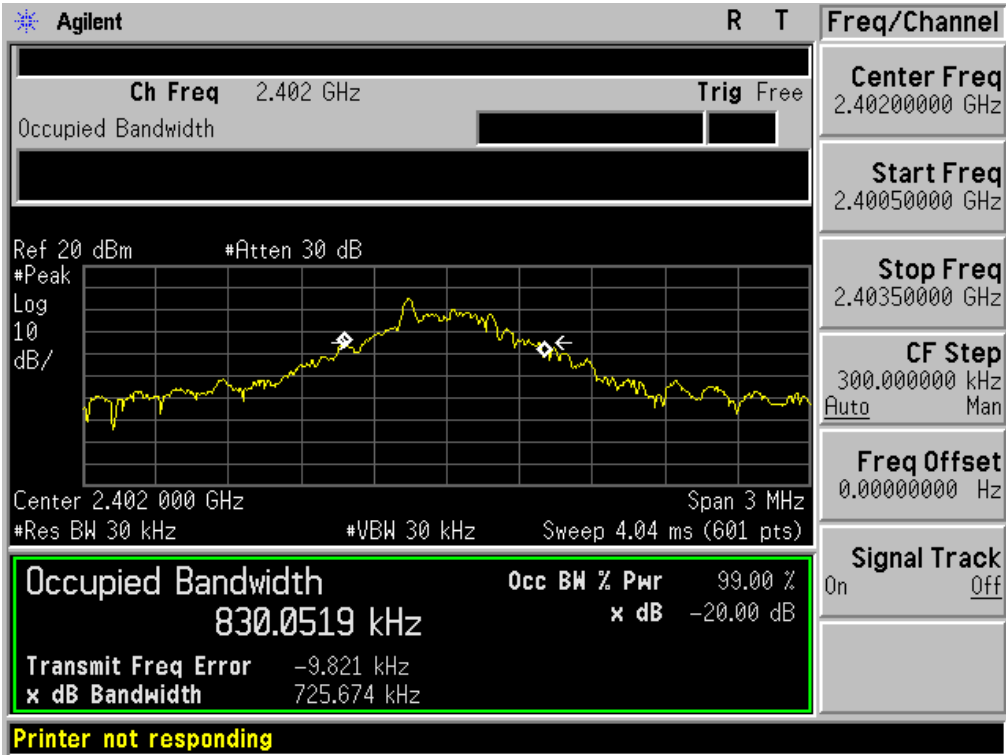 Agilent R T
Ch Freq 2.402 GHz Trig Free
Occupied Bandwidth
Ref 20 dBm #Atten 30 dB
#Peak
Log
10
dB/
Center 2.402 000 GHz Span 3 MHz
#Res BW 30 kHz #VBW 30 kHz Sweep 4.04 ms (601 pts)
Occupied Bandwidth
830.0519 kHz
Occ BW % Pwr 99.00 %
x dB -20.00 dB
Transmit Freq Error -9.821 kHz
x dB Bandwidth 725.674 kHz
Printer not responding
Freq/Channel
Center Freq
2.40200000 GHz
Start Freq
2.40050000 GHz
Stop Freq
2.40350000 GHz
CF Step
300.000000 kHz
Auto Man
Freq Offset
0.00000000 Hz
Signal Track
On Off